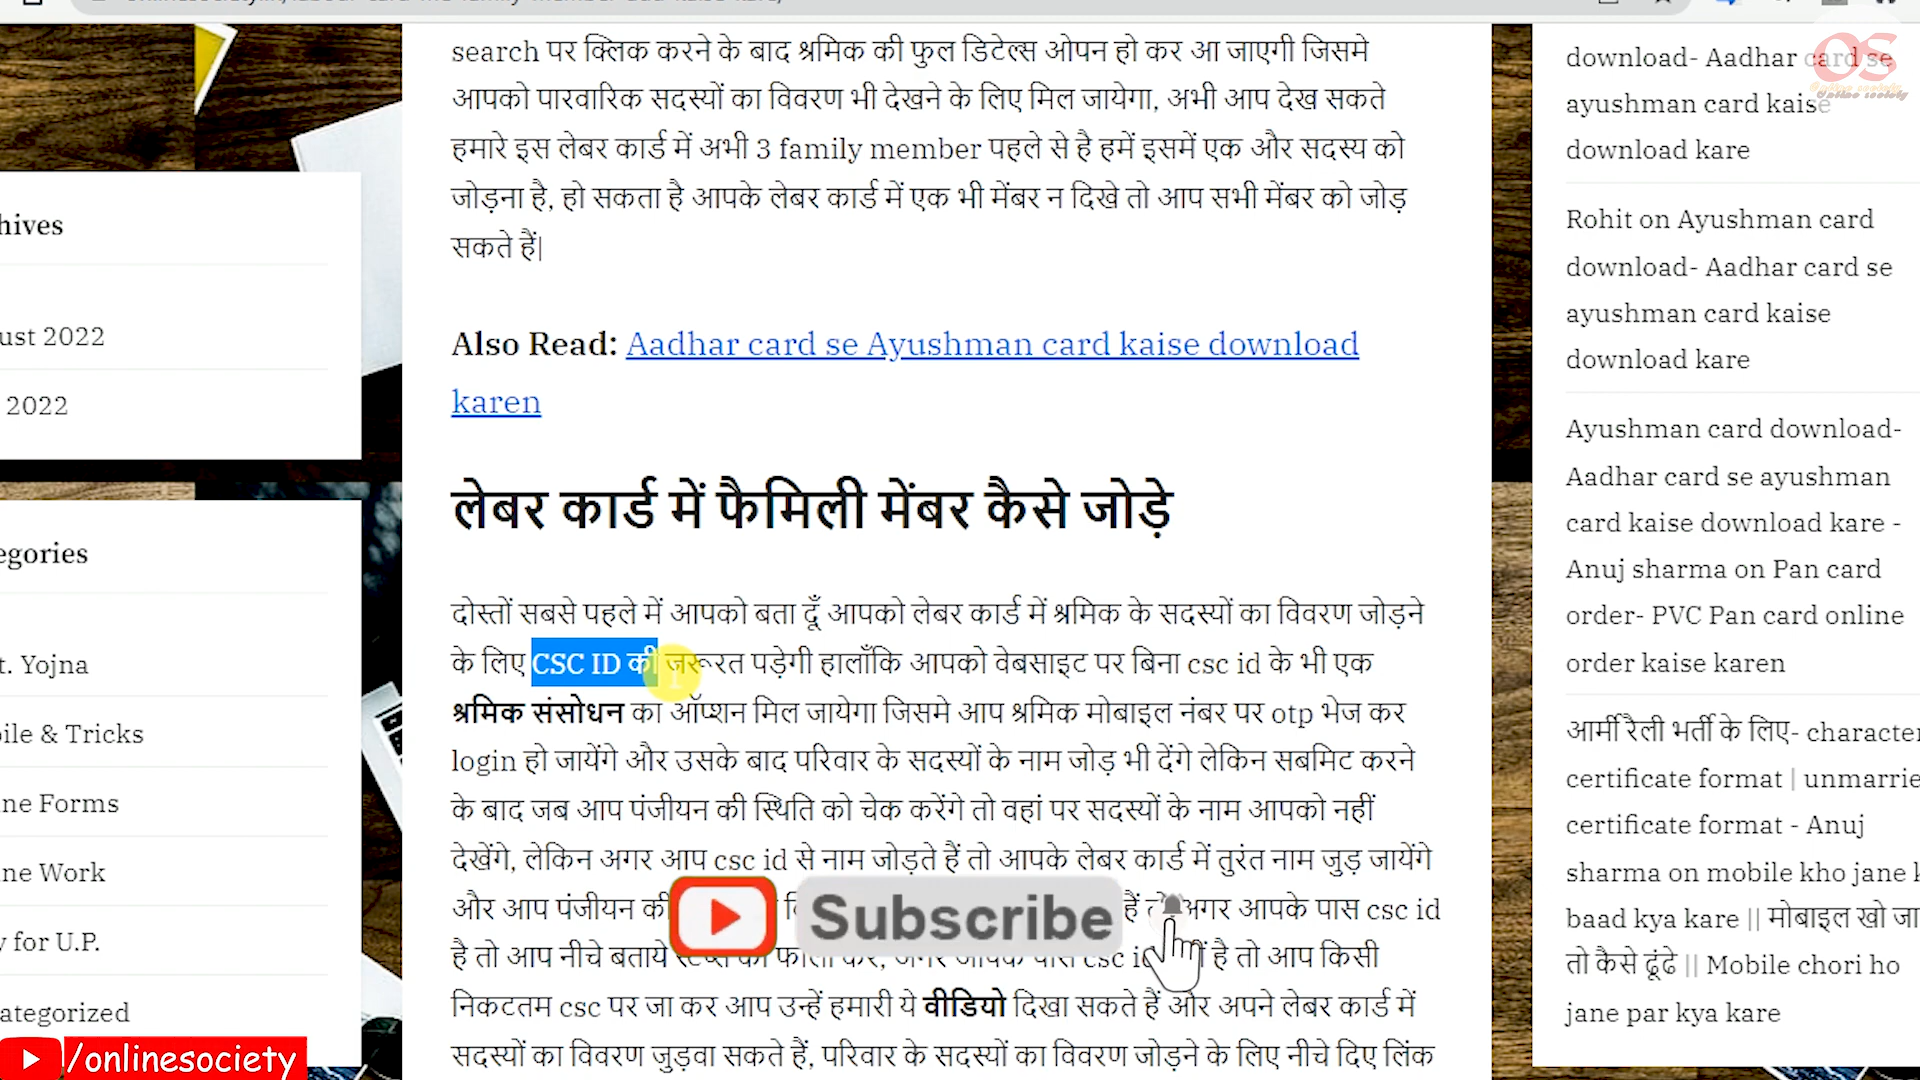 search पर क्लिक करने के बाद श्रमिक की फुल डिटेल्स ओपन हो कर आ जाएगी जिसमे
आपको पारवारिक सदस्यों का विवरण भी देखने के लिए मिल जायेगा, अभी आप देख सकते
हमारे इस लेबर कार्ड में अभी 3 family member पहले से है हमें इसमें एक और सदस्य को
जोड़ना है, हो सकता है आपके लेबर कार्ड में एक भी मेंबर न दिखे तो आप सभी मेंबर को जोड़
सकते हैं|
Also Read: Aadhar card se Ayushman card kaise download
karen
लेबर कार्ड में फैमिली मेंबर कैसे जोड़े
दोस्तों सबसे पहले में आपको बता दूँ आपको लेबर कार्ड में श्रमिक के सदस्यों का विवरण जोड़ने
के लिए CSC ID की जरूरत पड़ेगी हालाँकि आपको वेबसाइट पर बिना csc id के भी एक
श्रमिक संसोधन का ऑप्शन मिल जायेगा जिसमे आप श्रमिक मोबाइल नंबर पर otp भेज कर
login हो जायेंगे और उसके बाद परिवार के सदस्यों के नाम जोड़ भी देंगे लेकिन सबमिट करने
के बाद जब आप पंजीयन की स्थिति को चेक करेंगे तो वहां पर सदस्यों के नाम आपको नहीं
देखेंगे, लेकिन अगर आप csc id से नाम जोड़ते हैं तो आपके लेबर कार्ड में तुरंत नाम जुड़ जायेंगे
और आप पंजीयन की हैं तो अगर आपके पास csc id
है तो आप नीचे बताये csc है तो आप किसी
निकटतम csc पर जा कर आप उन्हें हमारी ये वीडियो दिखा सकते हैं और अपने लेबर कार्ड में
सदस्यों का विवरण जुड़वा सकते हैं, परिवार के सदस्यों का विवरण जोड़ने के लिए नीचे दिए लिंक
Subscribe
hives
ust 2022
2022
egories
t. Yojna
ile & Tricks
ne Forms
ne Work
y for U.P.
ategorized
/onlinesociety
download- Aadhar card se
ayushman card kaise
download kare
Rohit on Ayushman card
download- Aadhar card se
ayushman card kaise
download kare
Ayushman card download-
Aadhar card se ayushman
card kaise download kare -
Anuj sharma on Pan card
order- PVC Pan card online
order kaise karen
आर्मी रैली भर्ती के लिए- character
certificate format | unmarrie
certificate format - Anuj
sharma on mobile kho jane k
baad kya kare || मोबाइल खो जा
तो कैसे ढूंढे || Mobile chori ho
jane par kya kare
OS
Online society